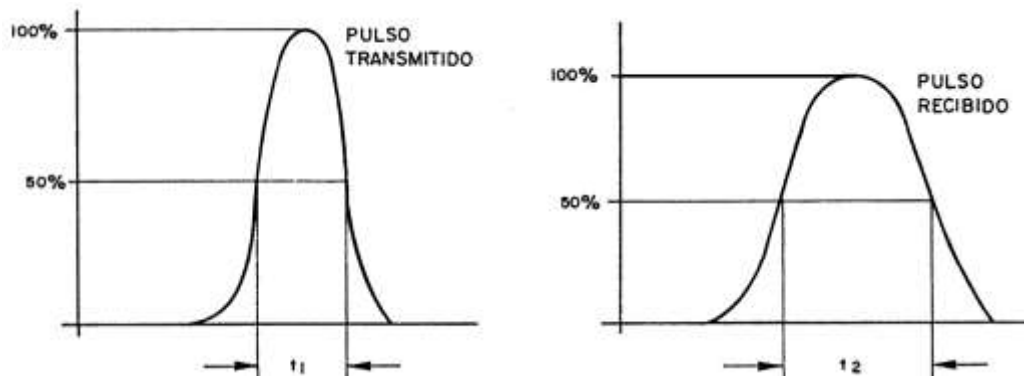 100%
PULSO
TRANSMITIDO
50%
t1
100%
PULSO
RECIBIDO
50%
t2